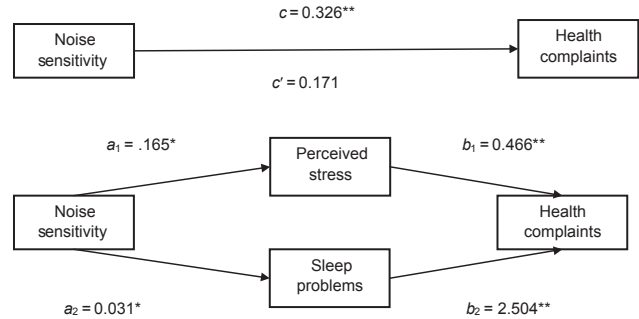 c = 0.326**
Noise
sensitivity
Health
complaints
c′ = 0.171
a₁ = .165*
Perceived
stress
b₁ = 0.466**
Noise
sensitivity
Health
complaints
Sleep
problems
a₂ = 0.031*
b₂ = 2.504**